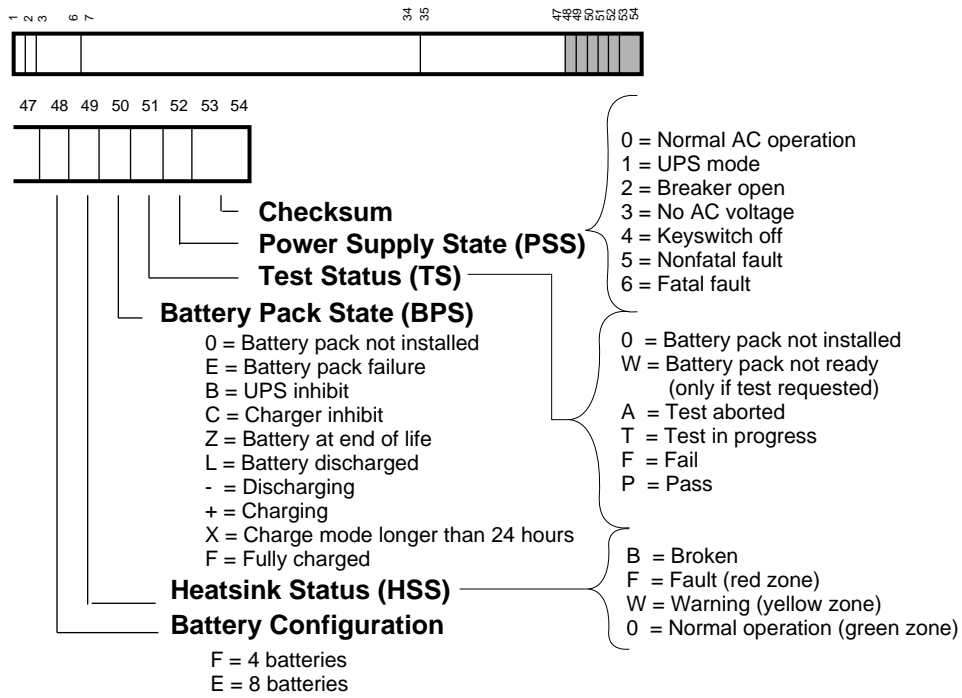 1 2 3 6 7 34 35 47 48 49 50 51 52 53 54
47 48 49 50 51 52 53 54
Checksum
Power Supply State (PSS)
0 = Normal AC operation
1 = UPS mode
2 = Breaker open
3 = No AC voltage
4 = Keyswitch off
5 = Nonfatal fault
6 = Fatal fault
Test Status (TS)
0 = Battery pack not installed
W = Battery pack not ready
(only if test requested)
A = Test aborted
T = Test in progress
F = Fail
P = Pass
Battery Pack State (BPS)
0 = Battery pack not installed
E = Battery pack failure
B = UPS inhibit
C = Charger inhibit
Z = Battery at end of life
L = Battery discharged
- = Discharging
+ = Charging
X = Charge mode longer than 24 hours
F = Fully charged
Heatsink Status (HSS)
B = Broken
F = Fault (red zone)
W = Warning (yellow zone)
0 = Normal operation (green zone)
Battery Configuration
F = 4 batteries
E = 8 batteries